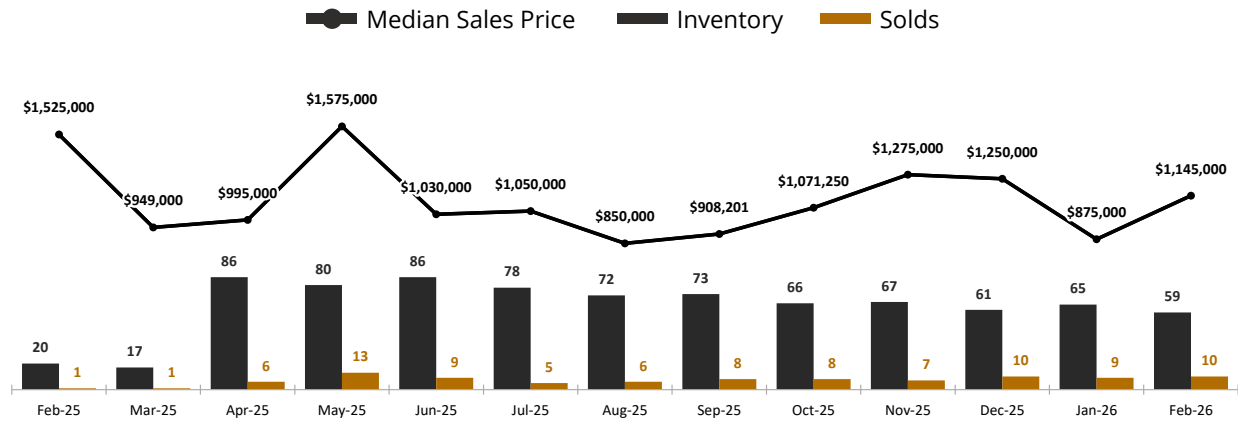 Median Sales Price Inventory Solds
$1,525,000 $949,000 $995,000 $1,575,000 $1,030,000 $1,050,000 $850,000 $908,201 $1,071,250 $1,275,000 $1,250,000 $875,000 $1,145,000
20 17 86 80 86 78 72 73 66 67 61 65 59
1 1 6 13 9 5 6 8 8 7 10 9 10
Feb-25 Mar-25 Apr-25 May-25 Jun-25 Jul-25 Aug-25 Sep-25 Oct-25 Nov-25 Dec-25 Jan-26 Feb-26